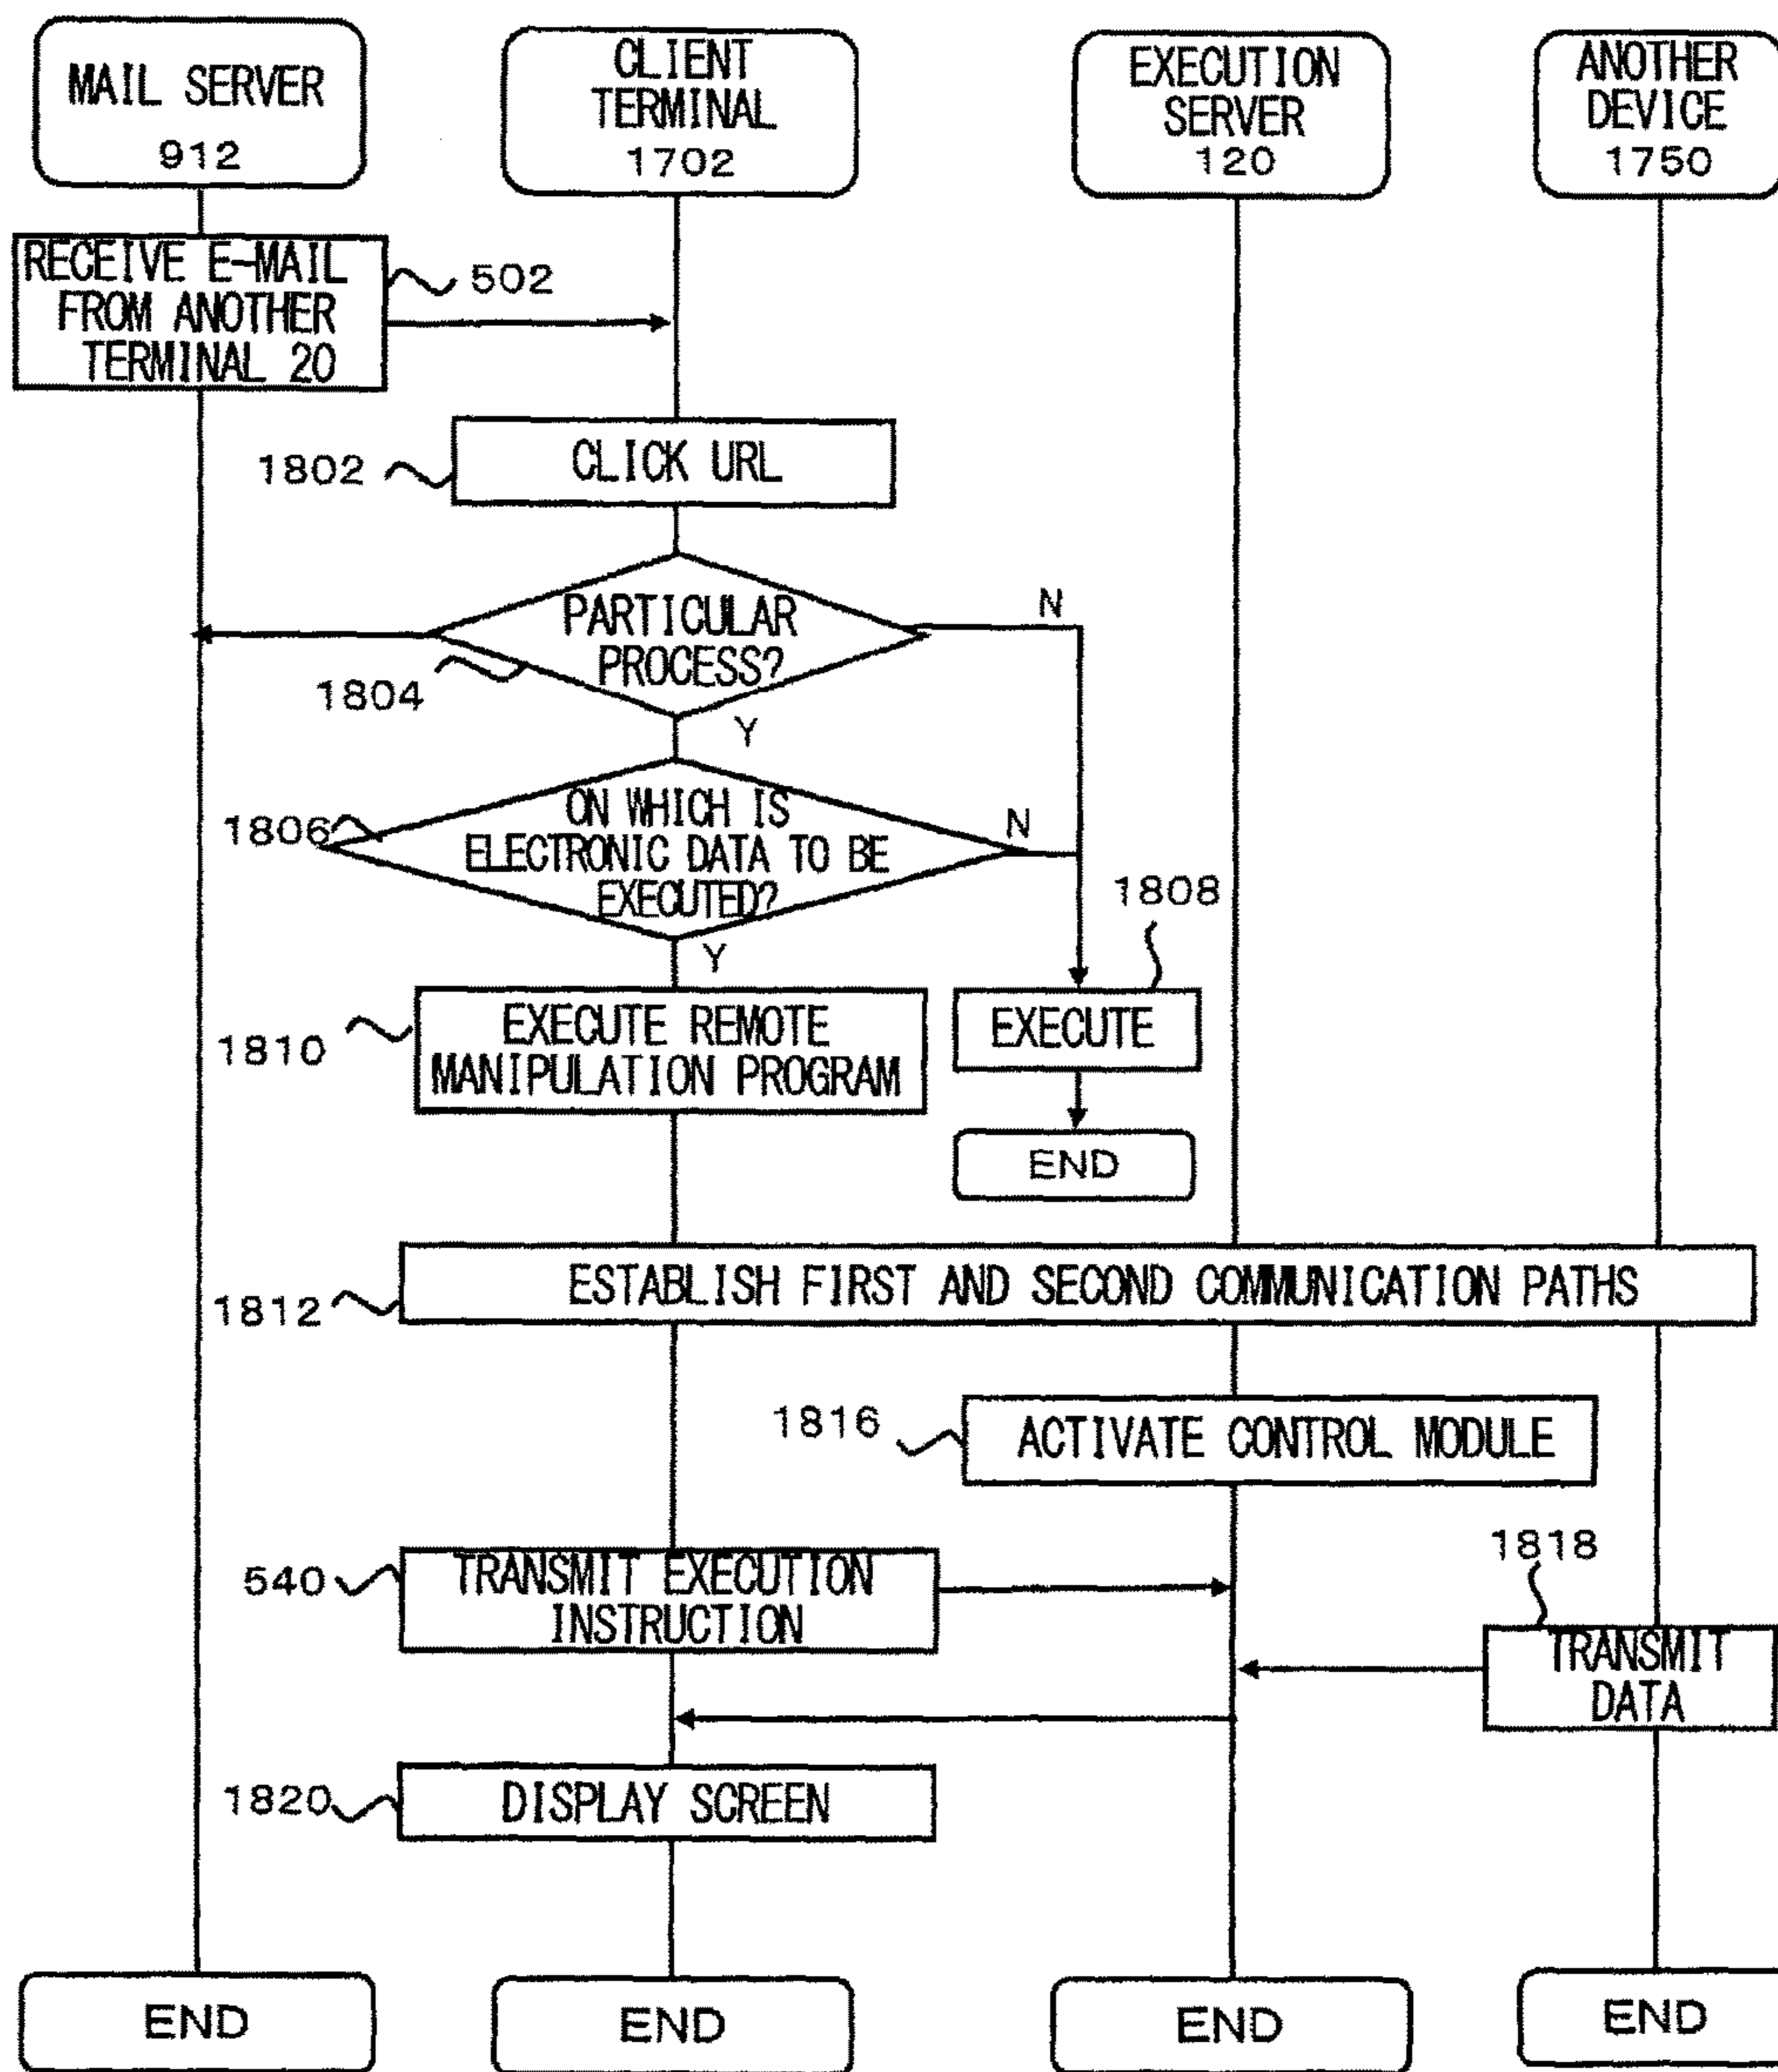 MAIL SERVER
912
CLIENT
TERMINAL
1702
EXECUTION
SERVER
120
ANOTHER
DEVICE
1750
RECEIVE E-MAIL
FROM ANOTHER
TERMINAL 20
502
1802
CLICK URL
PARTICULAR
PROCESS?
N
1804
Y
1806
ON WHICH IS
ELECTRONIC DATA TO BE
EXECUTED?
N
Y
1808
1810
EXECUTE REMOTE
MANIPULATION PROGRAM
EXECUTE
END
1812
ESTABLISH FIRST AND SECOND COMMUNICATION PATHS
1816
ACTIVATE CONTROL MODULE
540
TRANSMIT EXECUTION
INSTRUCTION
1818
TRANSMIT
DATA
1820
DISPLAY SCREEN
END
END
END
END